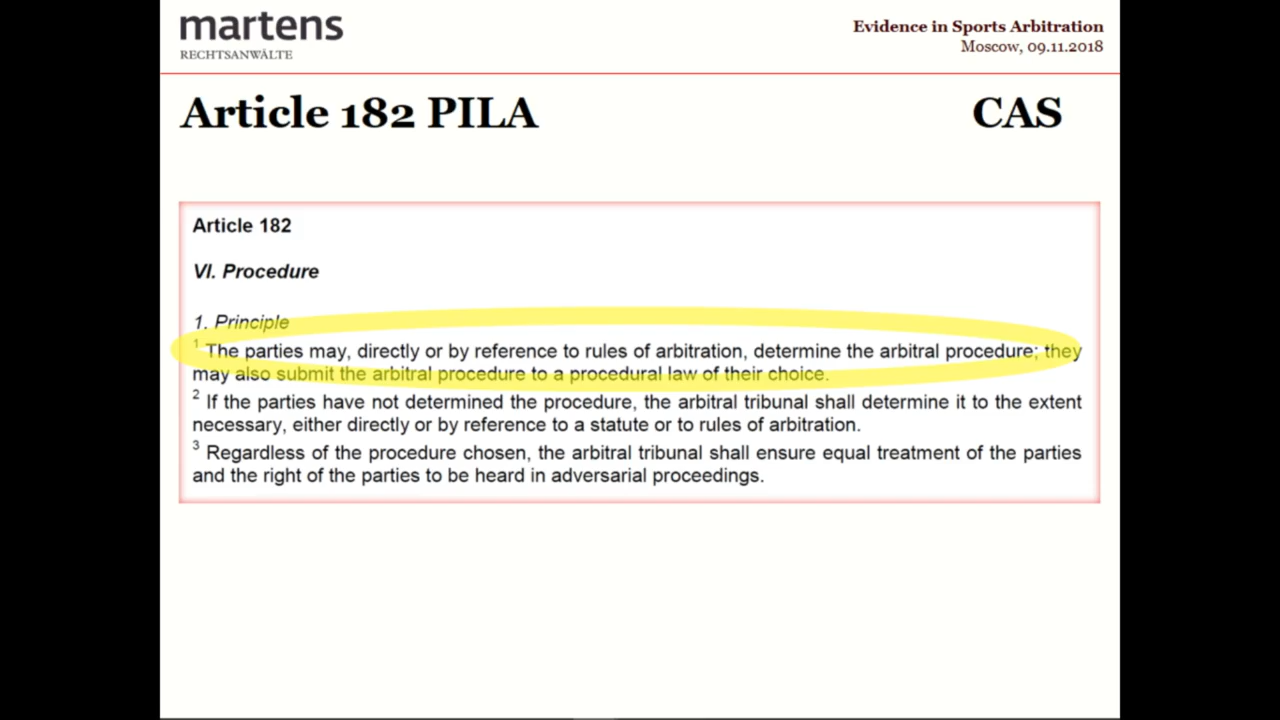 martens
RECHTSANWÄLTE
Evidence in Sports Arbitration
Moscow, 09.11.2018
Article 182 PILA
CAS
Article 182
VI. Procedure
1. Principle
1 The parties may, directly or by reference to rules of arbitration, determine the arbitral procedure; they
may also submit the arbitral procedure to a procedural law of their choice.
2 If the parties have not determined the procedure, the arbitral tribunal shall determine it to the extent
necessary, either directly or by reference to a statute or to rules of arbitration.
3 Regardless of the procedure chosen, the arbitral tribunal shall ensure equal treatment of the parties
and the right of the parties to be heard in adversarial proceedings.